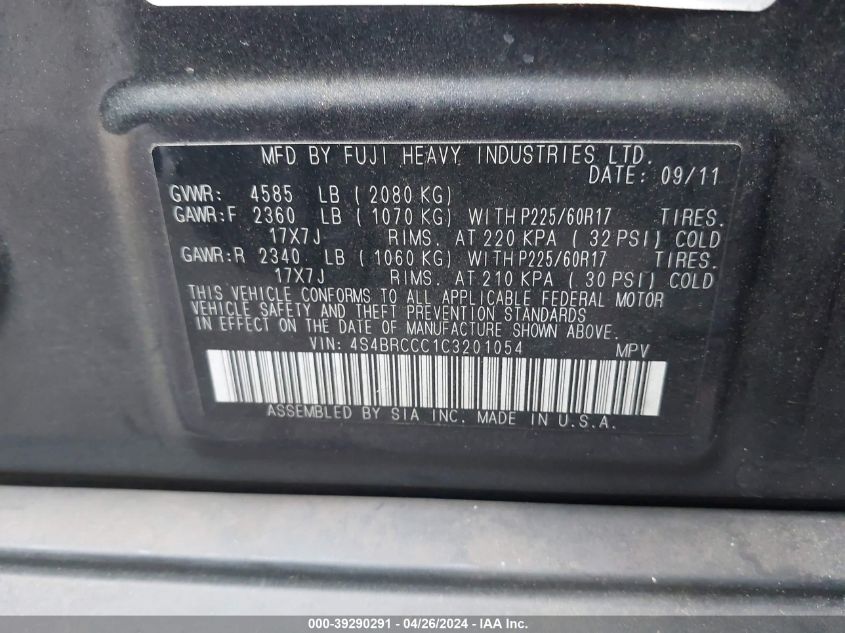 MFD BY FUJI HEAVY INDUSTRIES LTD.
DATE: 09/11
GVWR: 4585 LB (2080 KG)
GAWR:F 2360 LB (1070 KG) WITH P225/60R17 TIRES.
17X7J RIMS. AT 220 KPA ( 32 PSI) COLD
GAWR:R 2340 LB (1060 KG) WITH P225/60R17 TIRES.
17X7J RIMS. AT 210 KPA ( 30 PSI) COLD
THIS VEHICLE CONFORMS TO ALL APPLICABLE FEDERAL MOTOR
VEHICLE SAFETY AND THEFT PREVENTION STANDARDS
IN EFFECT ON THE DATE OF MANUFACTURE SHOWN ABOVE.
VIN: 4S4BRCCC1C3201054 MPV
ASSEMBLED BY SIA INC. MADE IN U.S.A.
000-39290291 - 04/26/2024 - IAA Inc.